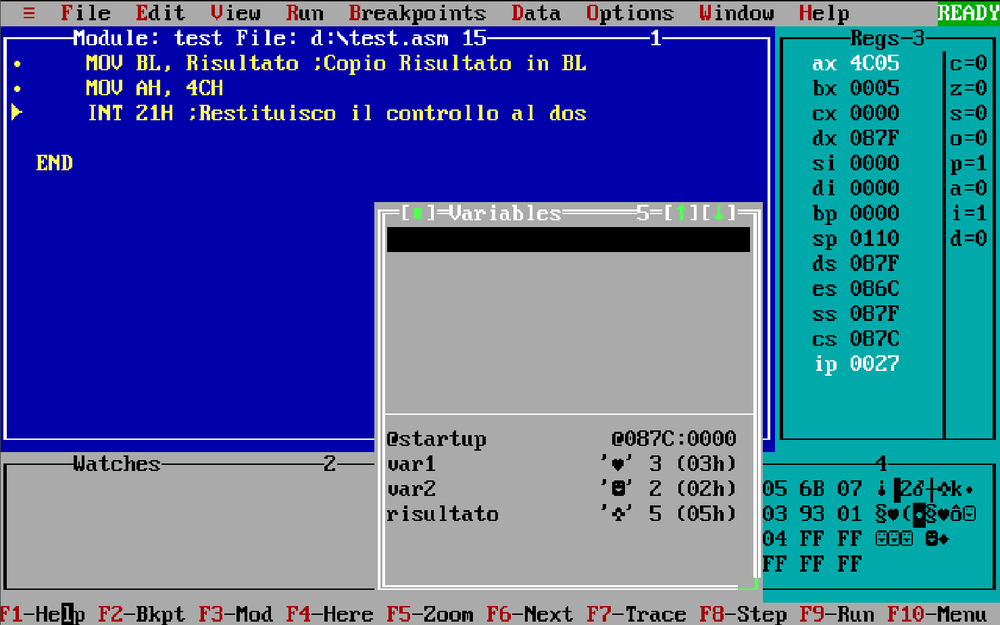 ≡ File Edit View Run Breakpoints Data Options Window Help READY
Module: test File: d:\test.asm 15 1
• MOV BL, Risultato ;Copio Risultato in BL
• MOV AH, 4CH
► INT 21H ;Restituisco il controllo al dos
END
Regs 3
ax 4C05 c=0
bx 0005 z=0
cx 0000 s=0
dx 087F o=0
si 0000 p=1
di 0000 a=0
bp 0000 i=1
sp 0110 d=0
ds 087F
es 086C
ss 087F
cs 087C
ip 0027
[■]Variables 5=[↑][↓]
@startup @087C:0000
var1 '♥' 3 (03h)
var2 '☻' 2 (02h)
risultato '♣' 5 (05h)
Watches 2
4
05 6B 07 ♣k•
03 93 01 §♥(◘§♥ô☺
04 FF FF ☺☺☺ ☻♦
FF FF FF
F1-Help F2-Bkpt F3-Mod F4-Here F5-Zoom F6-Next F7-Trace F8-Step F9-Run F10-Menu